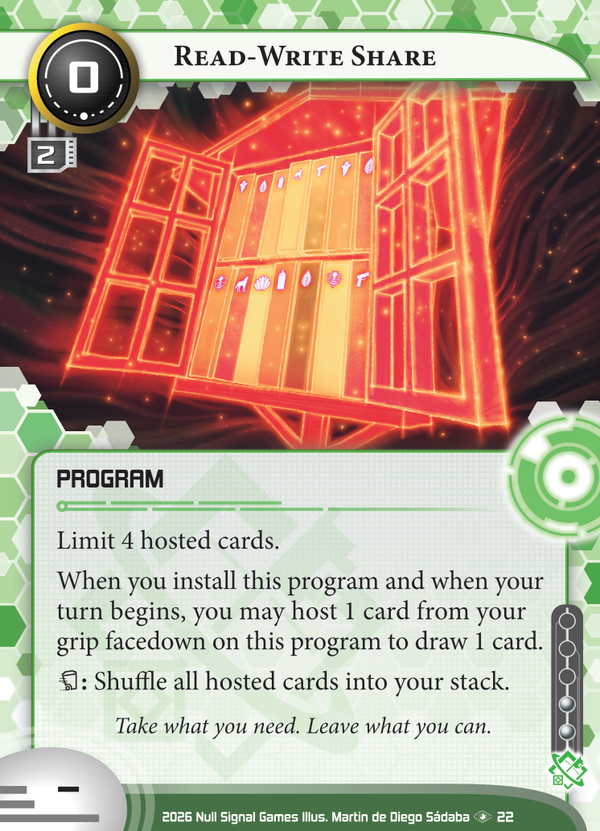 0
Read-Write Share
2
PROGRAM
Limit 4 hosted cards.
When you install this program and when your
turn begins, you may host 1 card from your
grip facedown on this program to draw 1 card.
: Shuffle all hosted cards into your stack.
Take what you need. Leave what you can.
2026 Null Signal Games Illus. Martin de Diego Sádaba 22